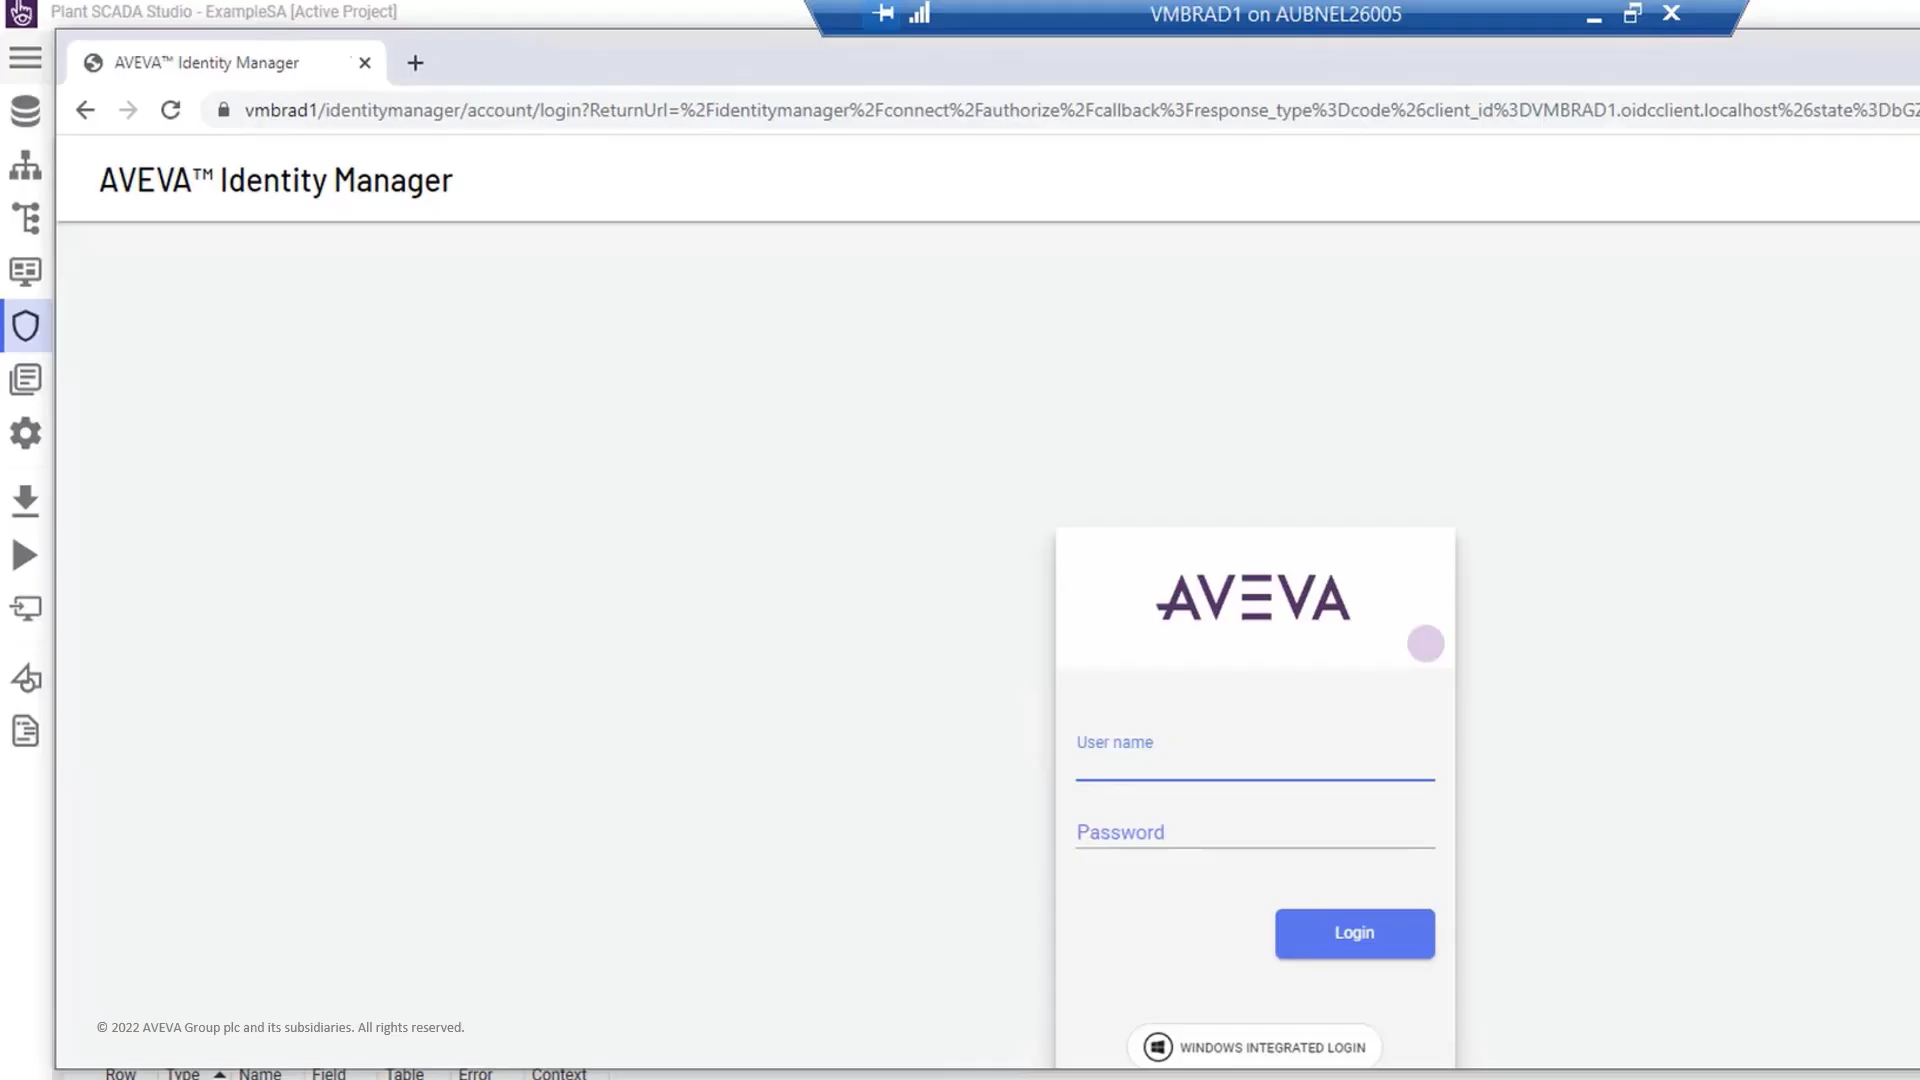 Plant SCADA Studio - ExampleSA [Active Project]
VMBRAD1 on AUBNEL26005
AVEVA™ Identity Manager
vmbrad1/identitymanager/account/login?ReturnUrl=%2Fidentitymanager%2Fconnect%2Fauthorize%2Fcallback%3Fresponse_type%3Dcode%26client_id%3DVMBRAD1.oidcclient.localhost%26state%3DbGZ
AVEVA™ Identity Manager
AVEVA
User name
Password
Login
© 2022 AVEVA Group plc and its subsidiaries. All rights reserved.
WINDOWS INTEGRATED LOGIN
Row Type Name Field Table Error Context